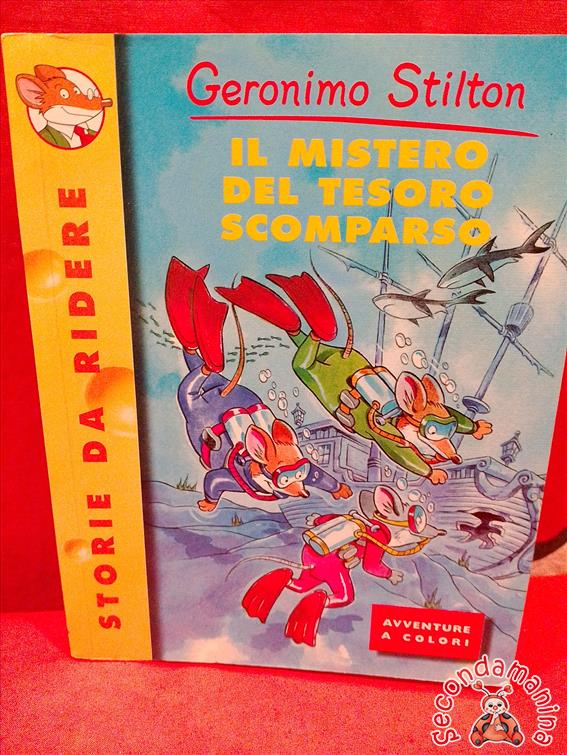 Geronimo Stilton
IL MISTERO
DEL TESORO
SCOMPARSO
STORIE DA RIDERE
AVVENTURE
A COLORI
Secondamanina